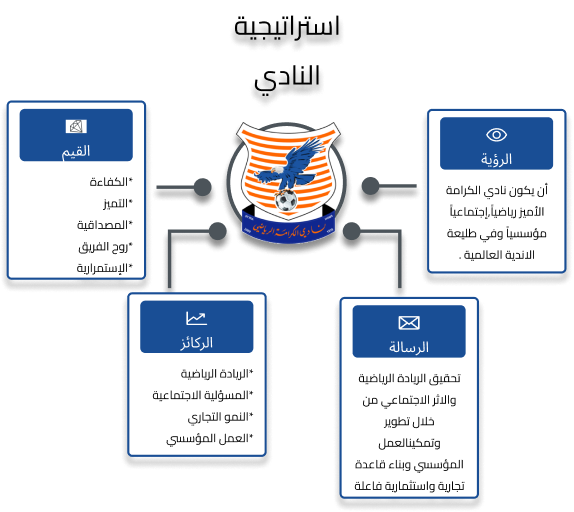 استراتيجية
النادي
الرؤية
أن يكون نادي الكرامة
الأميز رياضياً,إجتماعياً
مؤسسياً وفي طليعة
الاندية العالمية .
القيم
*الكفاءة
*التميز
*المصداقية
*روح الفريق
*الإستمرارية
نادي الكرامة الرياضي
الرسالة
تحقيق الريادة الرياضية
والاثر الاجتماعي من
خلال تطوير
وتمكينالعمل
المؤسسي وبناء قاعدة
تجارية واستثمارية فاعلة
الركائز
*الريادة الرياضية
*المسؤلية الاجتماعية
*النمو التجاري
*العمل المؤسسي